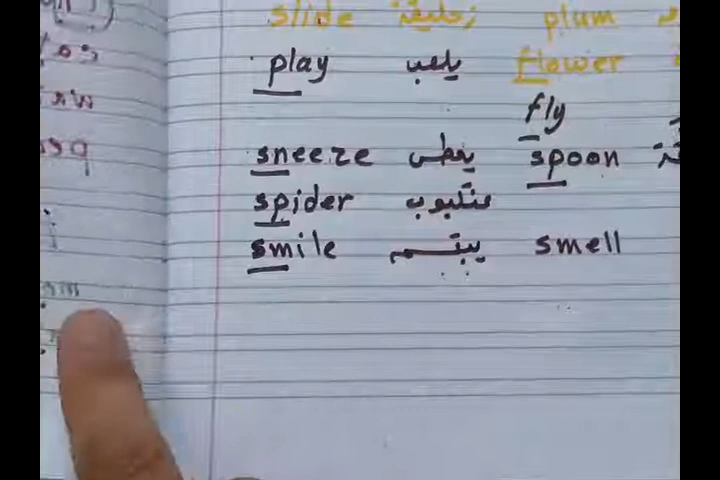 slide زحليقة plum
play يلعب flower
fly
sneeze يعطس spoon
spider عنكبوت
smile يبتسم smell